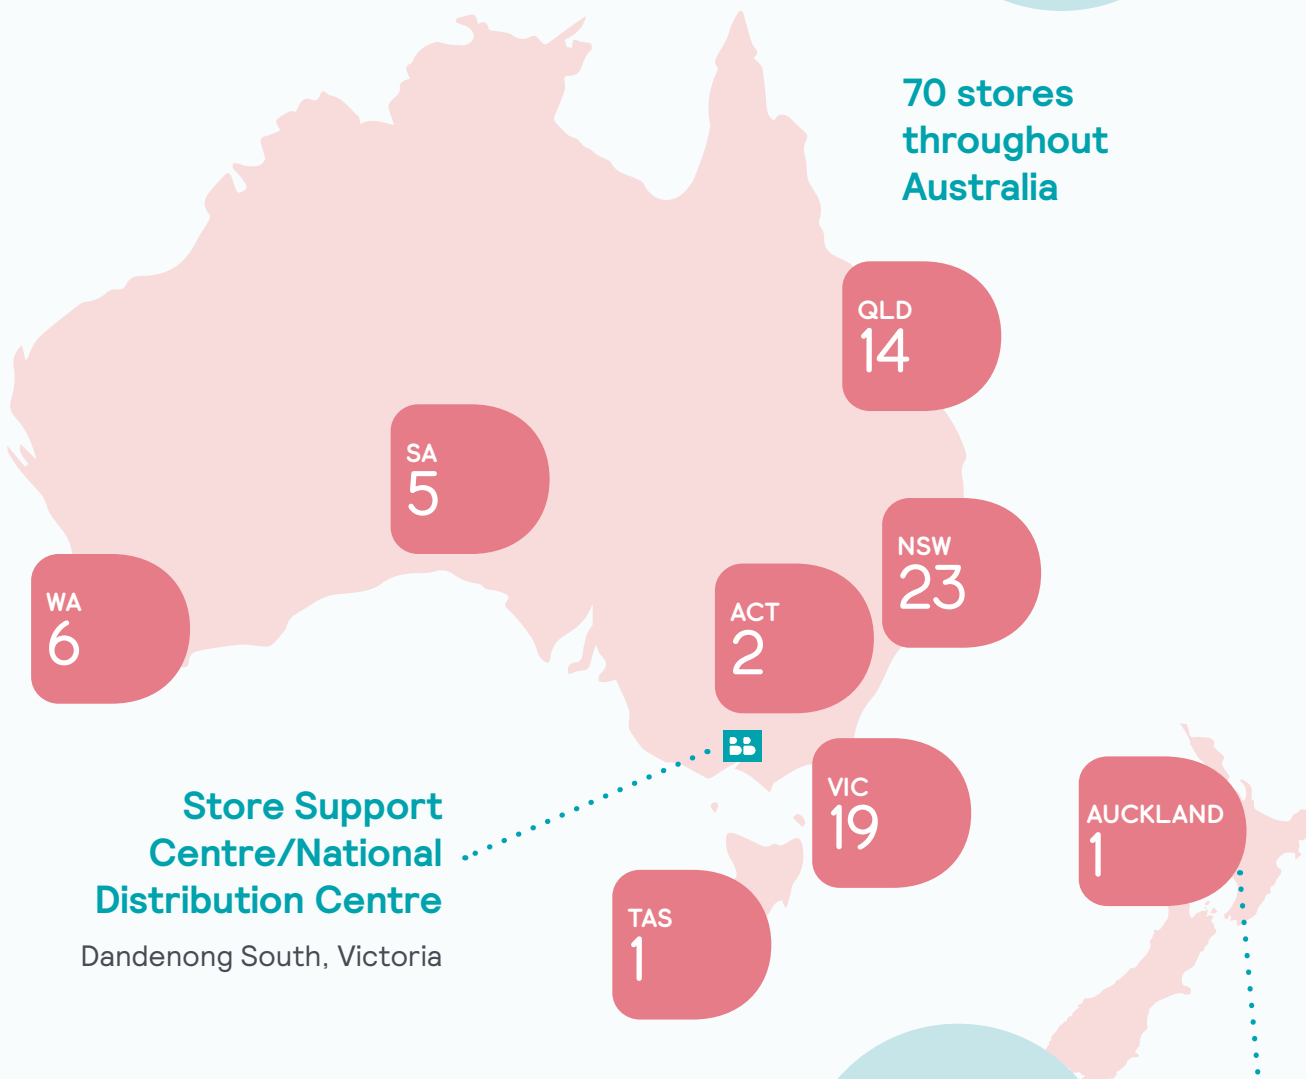 70 stores
throughout
Australia
QLD
14
SA
5
NSW
23
ACT
2
WA
6
VIC
19
AUCKLAND
1
Store Support
Centre/National
Distribution Centre
Dandenong South, Victoria
TAS
1